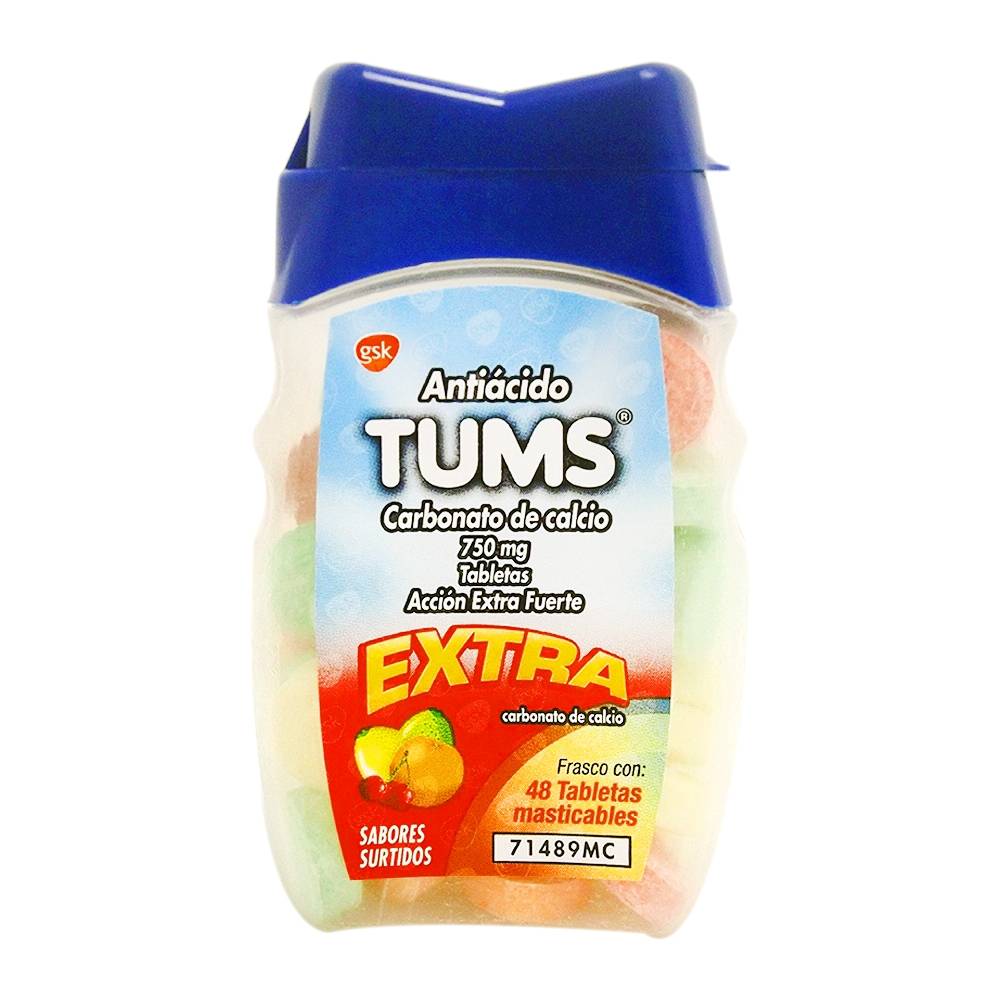 gsk
Antiácido
TUMS®
Carbonato de calcio
750 mg
Tabletas
Acción Extra Fuerte
EXTRA
carbonato de calcio
Frasco con:
48 Tabletas
masticables
SABORES
SURTIDOS
71489MC